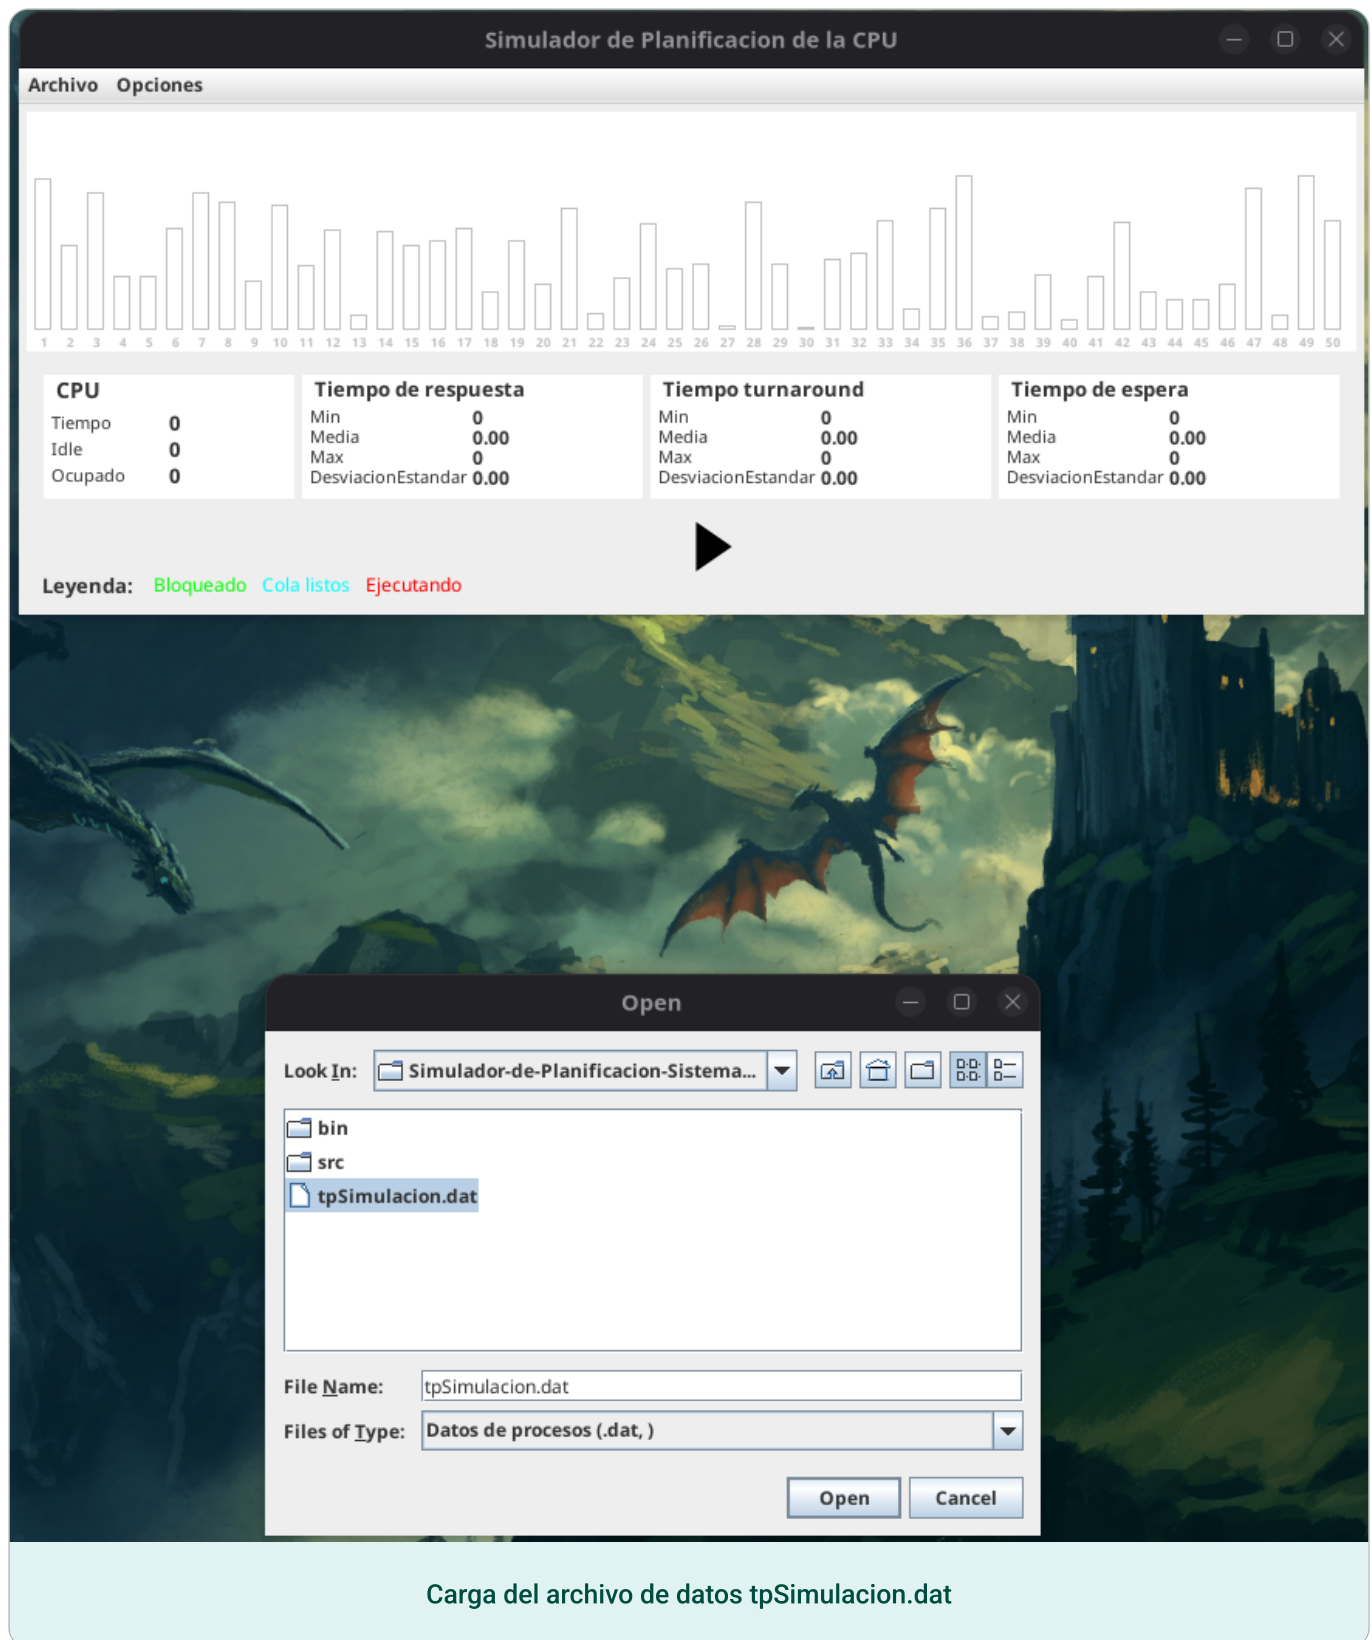 Simulador de Planificacion de la CPU
Archivo Opciones
1 2 3 4 5 6 7 8 9 10 11 12 13 14 15 16 17 18 19 20 21 22 23 24 25 26 27 28 29 30 31 32 33 34 35 36 37 38 39 40 41 42 43 44 45 46 47 48 49 50
CPU
Tiempo 0
Idle 0
Ocupado 0
Tiempo de respuesta
Min 0
Media 0.00
Max 0
DesviacionEstandar 0.00
Tiempo turnaround
Min 0
Media 0.00
Max 0
DesviacionEstandar 0.00
Tiempo de espera
Min 0
Media 0.00
Max 0
DesviacionEstandar 0.00
Leyenda: Bloqueado Cola listos Ejecutando
Open
Look In: Simulador-de-Planificacion-Sistema...
bin
src
tpSimulacion.dat
File Name: tpSimulacion.dat
Files of Type: Datos de procesos (.dat, )
Open Cancel
Carga del archivo de datos tpSimulacion.dat